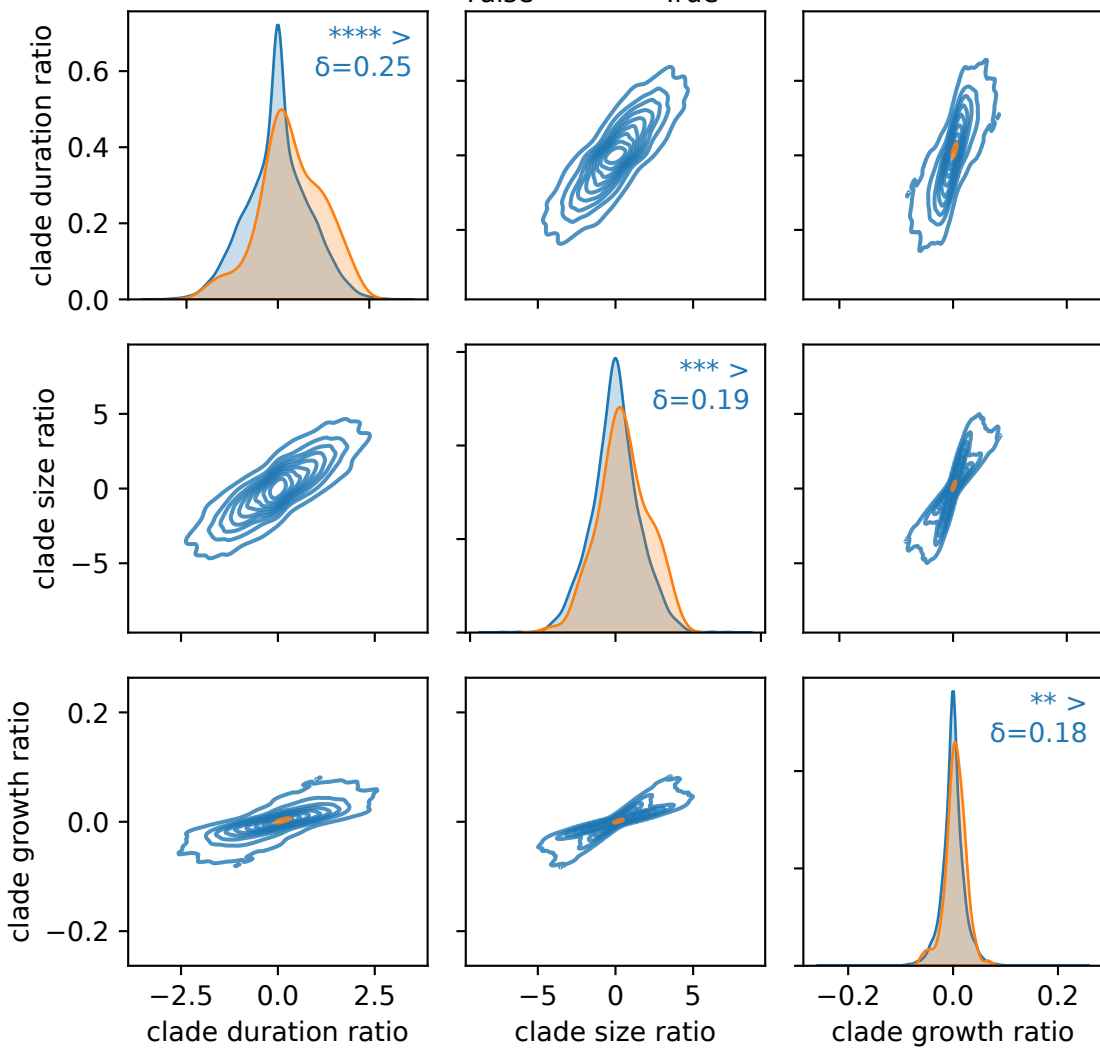 True
clade duration ratio
0.6
0.4
0.2
0.0
**** >
δ=0.25
clade size ratio
5
0
−5
*** >
δ=0.19
clade growth ratio
0.2
0.0
−0.2
** >
δ=0.18
−2.5 0.0 2.5
−5 0 5
−0.2 0.0 0.2
clade duration ratio
clade size ratio
clade growth ratio